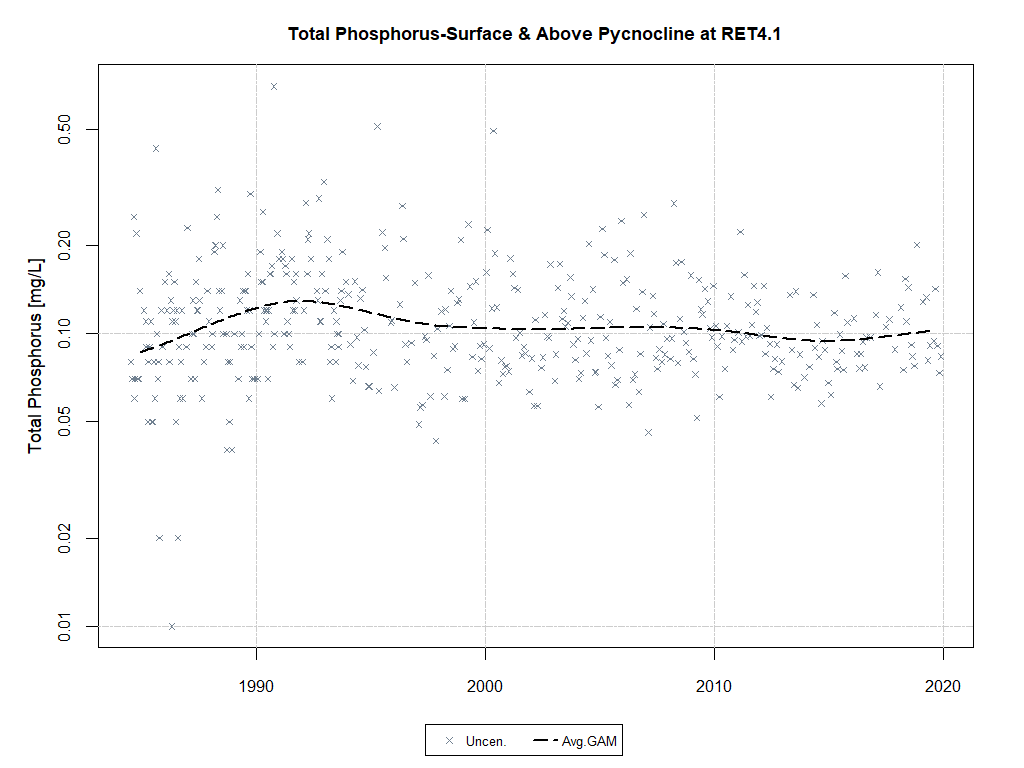 Total Phosphorus-Surface & Above Pycnocline at RET4.1
Total Phosphorus [mg/L]
0.50
0.20
0.10
0.05
0.02
0.01
1990 2000 2010 2020
Uncen. Avg.GAM